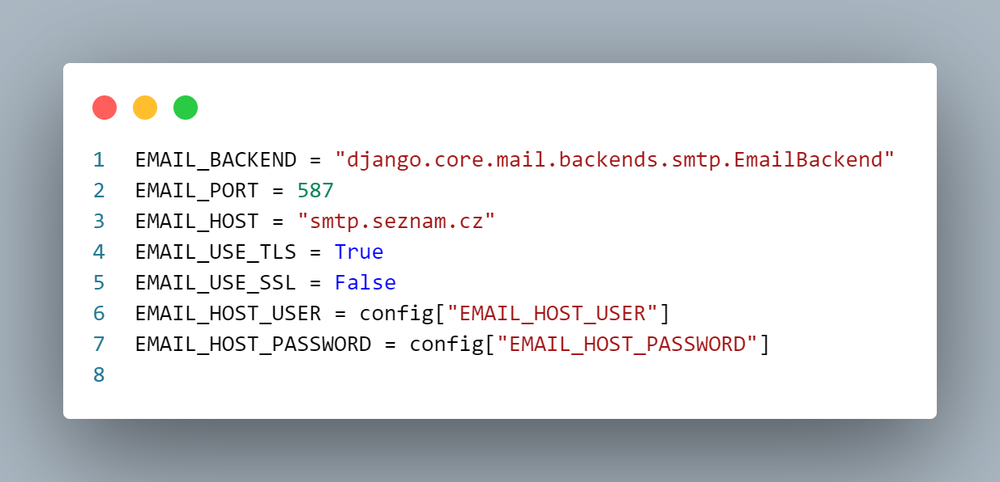 1 EMAIL_BACKEND = "django.core.mail.backends.smtp.EmailBackend"
2 EMAIL_PORT = 587
3 EMAIL_HOST = "smtp.seznam.cz"
4 EMAIL_USE_TLS = True
5 EMAIL_USE_SSL = False
6 EMAIL_HOST_USER = config["EMAIL_HOST_USER"]
7 EMAIL_HOST_PASSWORD = config["EMAIL_HOST_PASSWORD"]
8